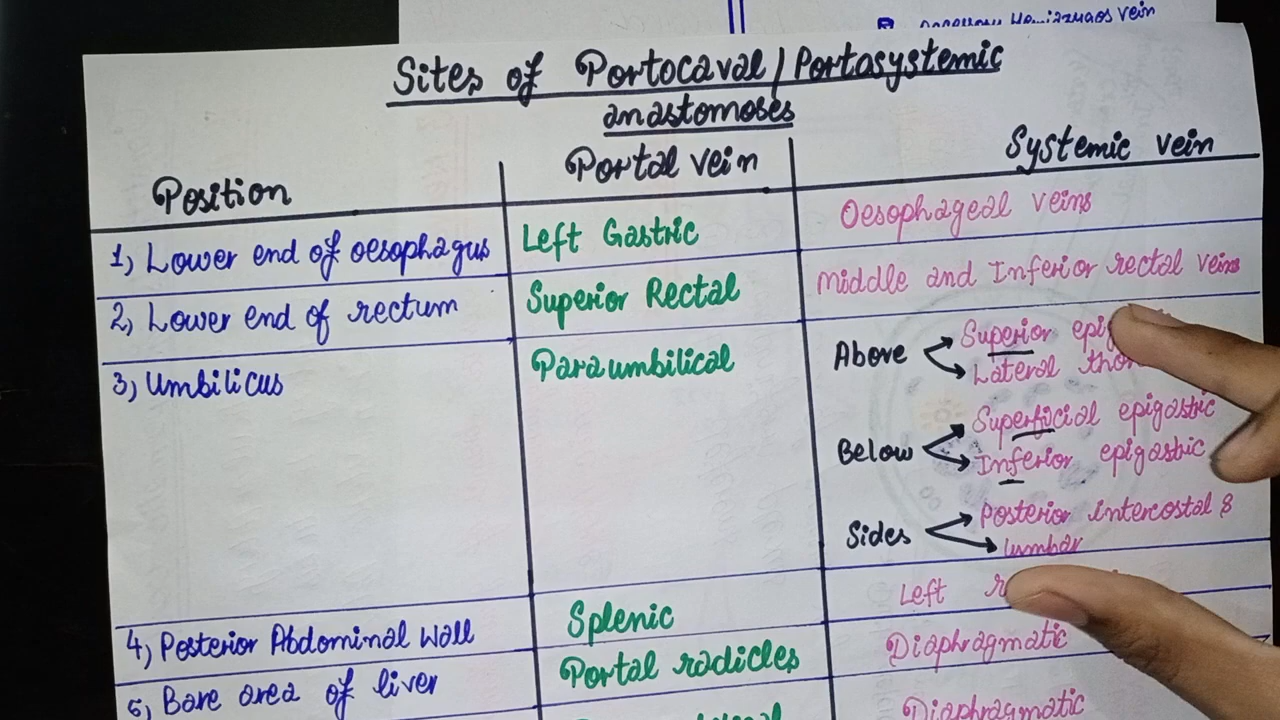 Accessory Hemiazygos vein
Sites of Portocaval/Portasystemic
anastomoses
Position Portal vein Systemic vein
1) Lower end of oesophagus Left Gastric Oesophageal veins
2) Lower end of rectum Superior Rectal Middle and Inferior rectal veins
3) Umbilicus Paraumbilical Above Superior
Lateral
Below Superficial epigastric
Inferior epigastric
Sides Posterior intercostal &
lumbar
4) Posterior Abdominal Wall Splenic Left
5) Bare area of liver Portal radicles Diaphragmatic
Diaphragmatic